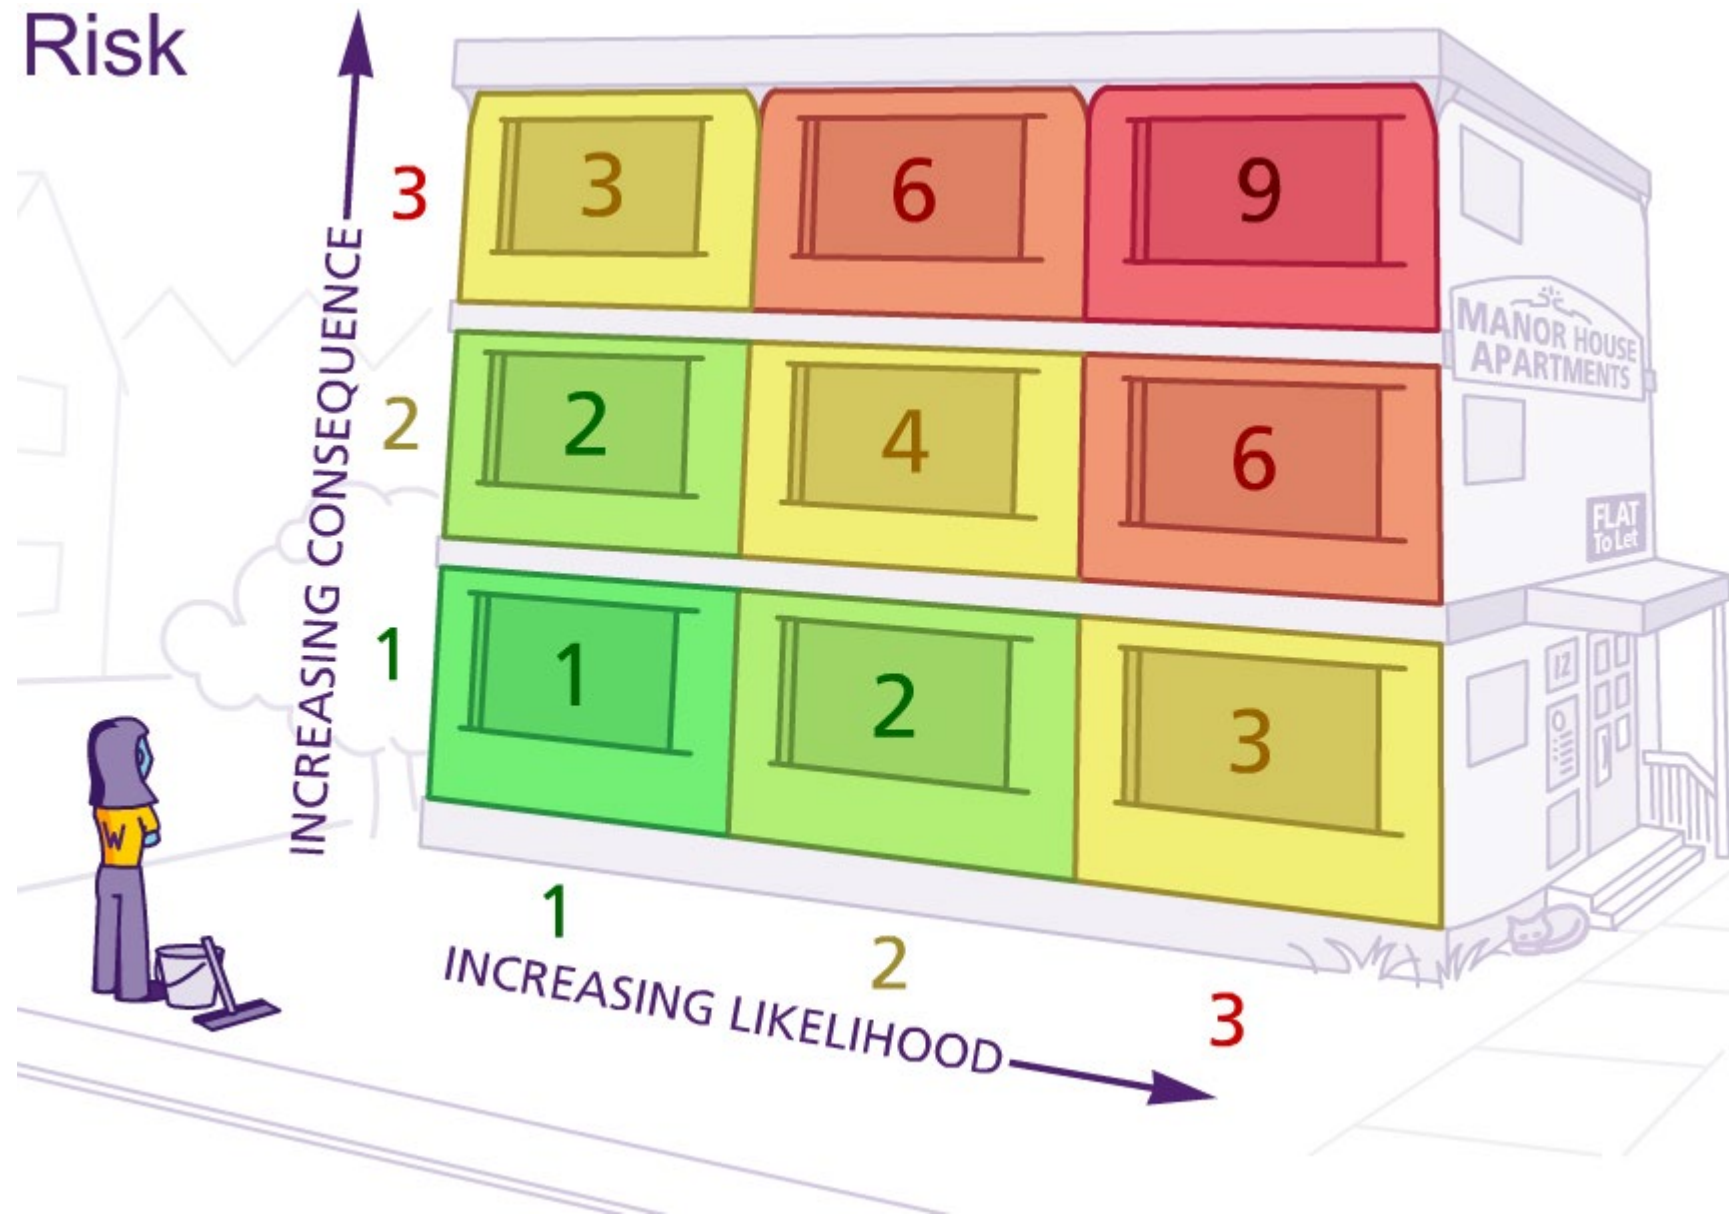 Risk
INCREASING CONSEQUENCE
3
3
6
9
2
2
4
6
1
1
2
3
MANOR HOUSE
APARTMENTS
FLAT
To Let
12
W
1
2
3
INCREASING LIKELIHOOD